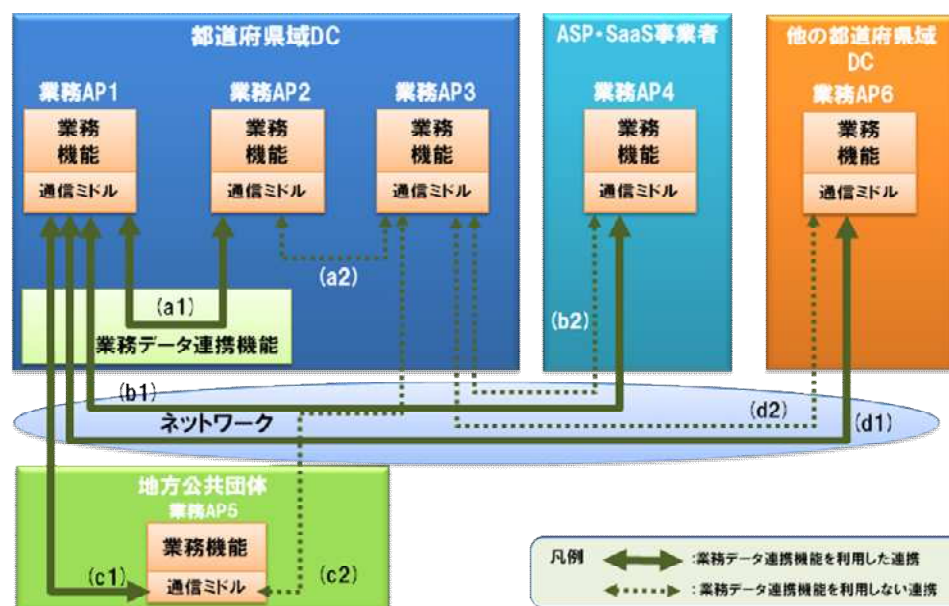 都道府県域DC
ASP・SaaS事業者
他の都道府県域
DC
業務AP1
業務AP2
業務AP3
業務AP4
業務AP6
業務
機能
通信ミドル
業務
機能
通信ミドル
業務
機能
通信ミドル
業務
機能
通信ミドル
業務
機能
通信ミドル
(a1)
(a2)
(b2)
業務データ連携機能
(b1)
ネットワーク
(d2)
(d1)
地方公共団体
業務AP5
業務機能
通信ミドル
(c1)
(c2)
凡例
:業務データ連携機能を利用した連携
:業務データ連携機能を利用しない連携